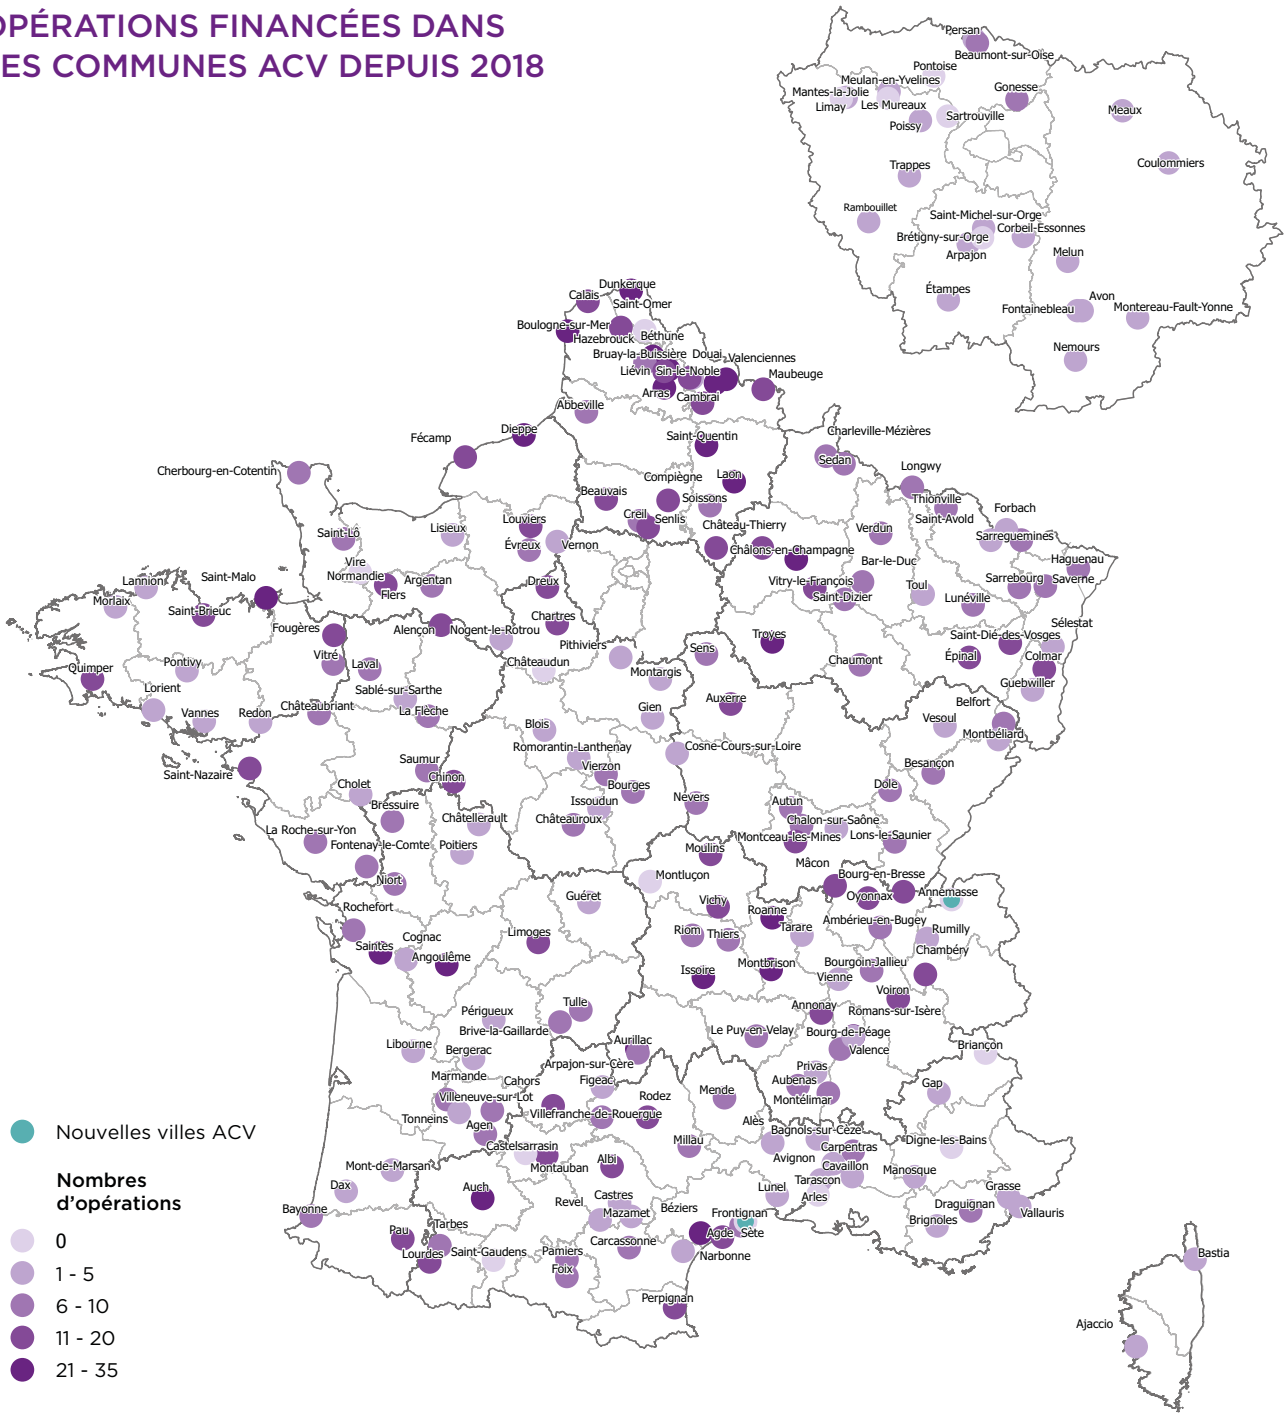 OPÉRATIONS FINANCÉES DANS
ES COMMUNES ACV DEPUIS 2018
Persan
Beaumont-sur-Oise
Pontoise
Meulan-en-Yvelines
Gonesse
Mantes-la-Jolie
Limay
Les Mureaux
Meaux
Poissy
Sartrouville
Coulommiers
Trappes
Rambouillet
Saint-Michel-sur-Orge
Corbeil-Essonnes
Brétigny-sur-Orge
Arpajon
Melun
Étampes
Avon
Fontainebleau
Montereau-Fault-Yonne
Nemours
Dunkerque
Calais
Saint-Omer
Boulogne-sur-Mer
Hazebrouck
Béthune
Bruay-la-Buissière
Douai
Valenciennes
Liévin
Sin-le-Noble
Maubeuge
Arras
Cambrai
Abbeville
Dieppe
Fécamp
Saint-Quentin
Charleville-Mézières
Sedan
Cherbourg-en-Cotentin
Longwy
Compiègne
Laon
Beauvais
Soissons
Thionville
Saint-Avold
Forbach
Louviers
Creil
Senlis
Château-Thierry
Verdun
Saint-Lô
Lisieux
Évreux
Vernon
Châlons-en-Champagne
Sarreguemines
Bar-le-Duc
Haguenau
Vire
Normandie
Lannion
Saint-Malo
Argentan
Flers
Dreux
Vitry-le-François
Saint-Dizier
Toul
Sarrebourg
Saverne
Lunéville
Morlaix
Saint-Brieuc
Chartres
Fougères
Alençon
Nogent-le-Rotrou
Pithiviers
Troyes
Sélestat
Saint-Dié-des-Vosges
Sens
Épinal
Colmar
Quimper
Pontivy
Vitré
Laval
Châteaudun
Chaumont
Montargis
Guebwiller
Lorient
Sablé-sur-Sarthe
Auxerre
Belfort
Vannes
Redon
Châteaubriant
La Flèche
Gien
Vesoul
Montbéliard
Blois
Romorantin-Lanthenay
Cosne-Cours-sur-Loire
Saint-Nazaire
Saumur
Vierzon
Besançon
Chinon
Bourges
Cholet
Dole
Bressuire
Issoudun
Nevers
Autun
Châtellerault
Châteauroux
Chalon-sur-Saône
La Roche-sur-Yon
Montceau-les-Mines
Lons-le-Saunier
Fontenay-le-Comte
Poitiers
Moulins
Mâcon
Niort
Montluçon
Bourg-en-Bresse
Oyonnax
Annemasse
Guéret
Rochefort
Vichy
Roanne
Ambérieu-en-Bugey
Cognac
Limoges
Riom
Thiers
Tarare
Rumilly
Saintes
Chambéry
Angoulême
Issoire
Montbrison
Bourgoin-Jallieu
Vienne
Voiron
Tulle
Périgueux
Annonay
Romans-sur-Isère
Brive-la-Gaillarde
Le Puy-en-Velay
Bourg-de-Péage
Libourne
Aurillac
Valence
Briançon
Bergerac
Arpajon-sur-Cère
Privas
Marmande
Cahors
Figeac
Rodez
Mende
Aubenas
Gap
Villeneuve-sur-Lot
Montélimar
Tonneins
Villefranche-de-Rouergue
Alès
Agen
Millau
Bagnols-sur-Cèze
Nouvelles villes ACV
Castelsarrasin
Carpentras
Digne-les-Bains
Mont-de-Marsan
Montauban
Albi
Avignon
Cavaillon
Manosque
Nombres
d'opérations
Dax
Auch
Tarascon
Grasse
Revel
Castres
Lunel
Arles
Bayonne
Mazamet
Béziers
Frontignan
Draguignan
Vallauris
Pau
Tarbes
Agde
Sète
Brignoles
0
Lourdes
Saint-Gaudens
Pamiers
Carcassonne
Narbonne
Bastia
1 - 5
Foix
6 - 10
Perpignan
Ajaccio
11 - 20
21 - 35